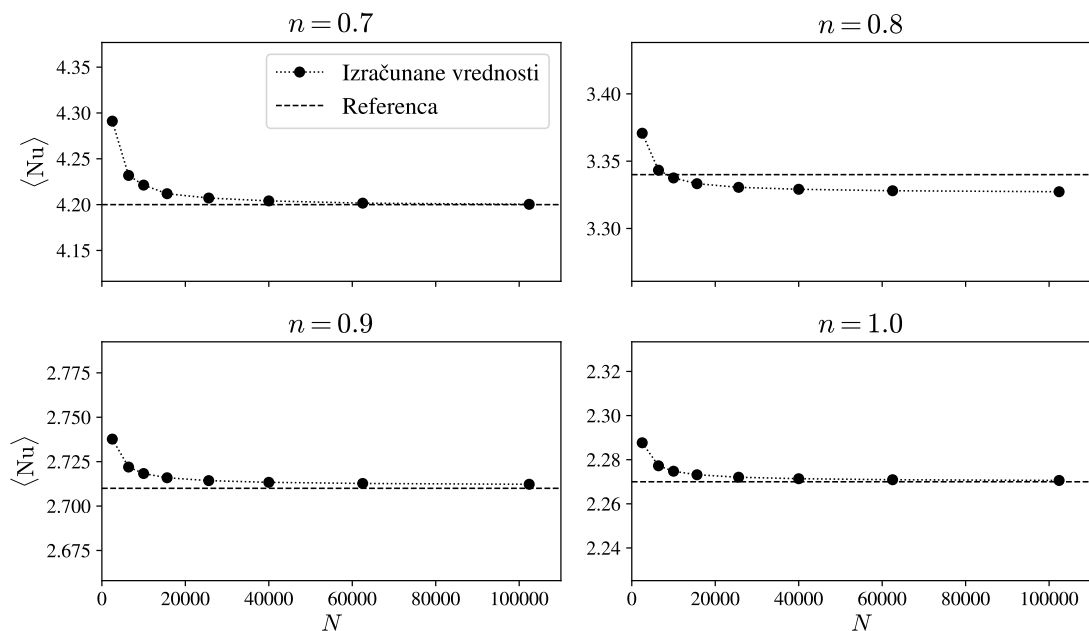 n = 0.7
4.35
4.30
4.25
4.20
4.15
⟨Nu⟩
Izračunane vrednosti
Referenca
n = 0.8
3.40
3.35
3.30
n = 0.9
2.775
2.750
2.725
2.700
2.675
⟨Nu⟩
0 20000 40000 60000 80000 100000
N
n = 1.0
2.32
2.30
2.28
2.26
2.24
0 20000 40000 60000 80000 100000
N